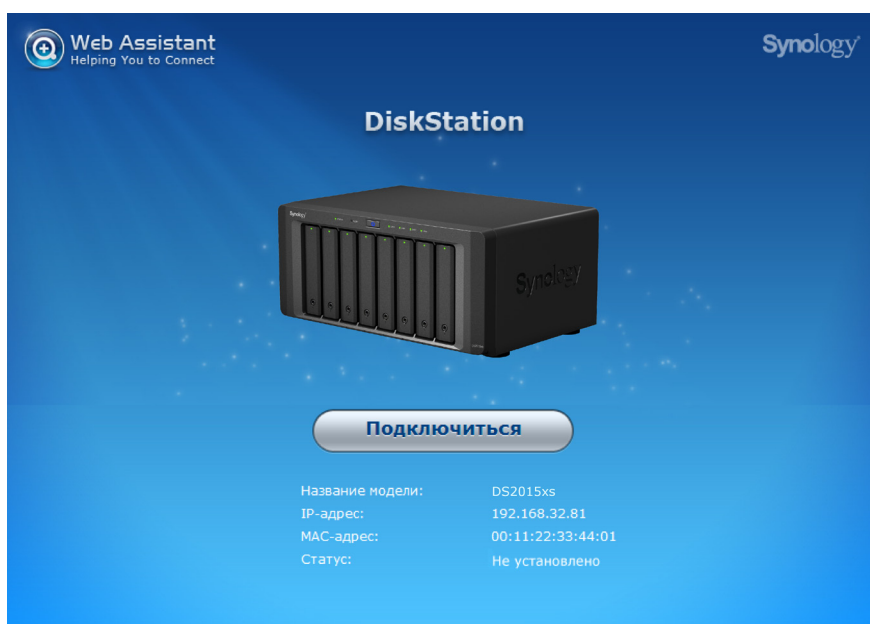 Web Assistant
Helping You to Connect
Synology
DiskStation
Synology
Synology
Подключиться
Название модели: DS2015xs
IP-адрес: 192.168.32.81
MAC-адрес: 00:11:22:33:44:01
Статус: Не установлено